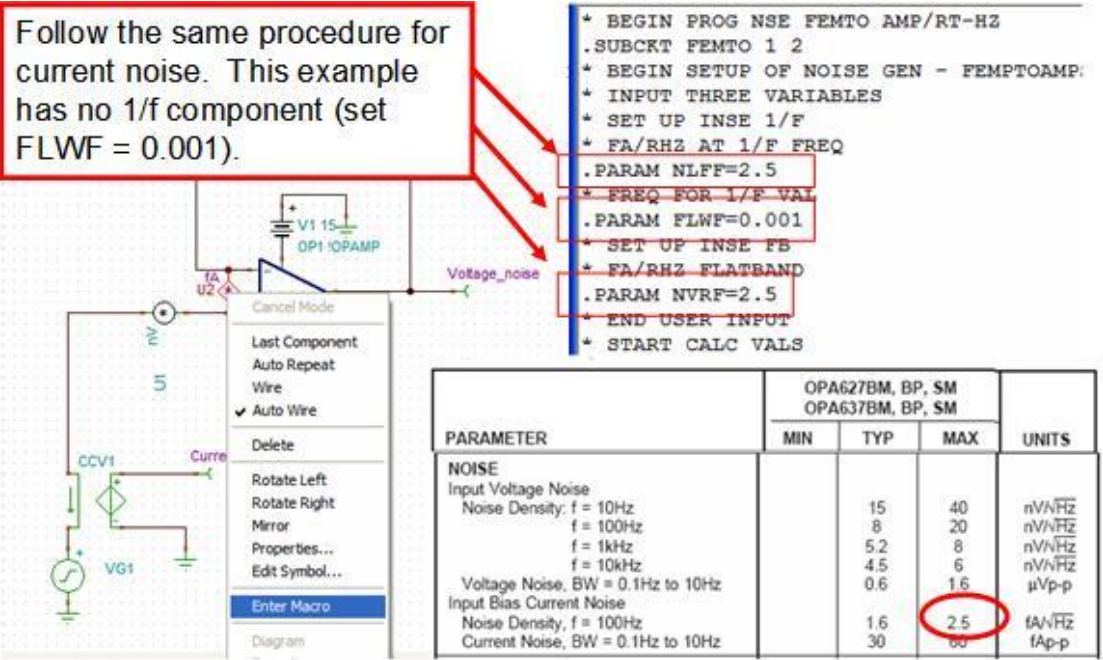 Follow the same procedure for
current noise. This example
has no 1/f component (set
FLWF = 0.001).
* BEGIN PROG NSE FEMTO AMP/RT-HZ
.SUBCKT FEMTO 1 2
* BEGIN SETUP OF NOISE GEN - FEMPTOAMP
* INPUT THREE VARIABLES
* SET UP INSE 1/F
* FA/RHZ AT 1/F FREQ
.PARAM NLFF=2.5
* FREQ FOR 1/F VAL
.PARAM FLWF=0.001
* SET UP INSE FB
* FA/RHZ FLATBAND
.PARAM NVRF=2.5
* END USER INPUT
* START CALC VALS
V1 15
OP1 !OPAMP
fA
U2
Voltage_noise
nV
U1
CCV1
Curre
VG1
Cancel Mode
Last Component
Auto Repeat
Wire
Auto Wire
Delete
Rotate Left
Rotate Right
Mirror
Properties...
Edit Symbol...
Enter Macro
Diagram
OPA627BM, BP, SM
OPA637BM, BP, SM
PARAMETER MIN TYP MAX UNITS
NOISE
Input Voltage Noise
Noise Density: f = 10Hz 15 40 nV/√Hz
f = 100Hz 8 20 nV/√Hz
f = 1kHz 5.2 8 nV/√Hz
f = 10kHz 4.5 6 nV/√Hz
Voltage Noise, BW = 0.1Hz to 10Hz 0.6 1.6 µVp-p
Input Bias Current Noise
Noise Density, f = 100Hz 1.6 2.5 fA/√Hz
Current Noise, BW = 0.1Hz to 10Hz 30 60 fAp-p